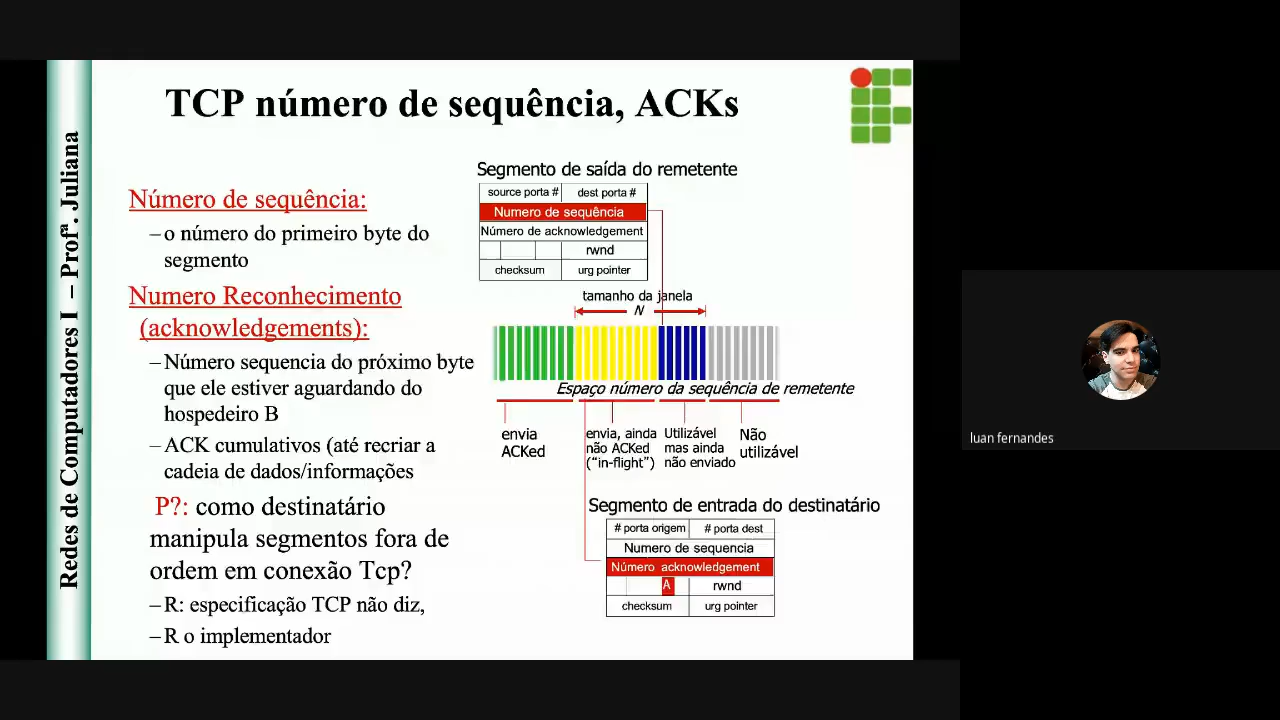 Redes de Computadores I – Profª. Juliana
TCP número de sequência, ACKs
Número de sequência:
–o número do primeiro byte do
segmento
Numero Reconhecimento
(acknowledgements):
–Número sequencia do próximo byte
que ele estiver aguardando do
hospedeiro B
–ACK cumulativos (até recriar a
cadeia de dados/informações
P?: como destinatário
manipula segmentos fora de
ordem em conexão Tcp?
–R: especificação TCP não diz,
–R o implementador
Segmento de saída do remetente
source porta # dest porta #
Numero de sequência
Número de acknowledgement
rwnd
checksum urg pointer
tamanho da janela
N
Espaço número da sequência de remetente
envia
ACKed
envia, ainda
não ACKed
("in-flight")
Utilizável
mas ainda
não enviado
Não
utilizável
Segmento de entrada do destinatário
# porta origem # porta dest
Numero de sequencia
Número acknowledgement
A rwnd
checksum urg pointer
luan fernandes